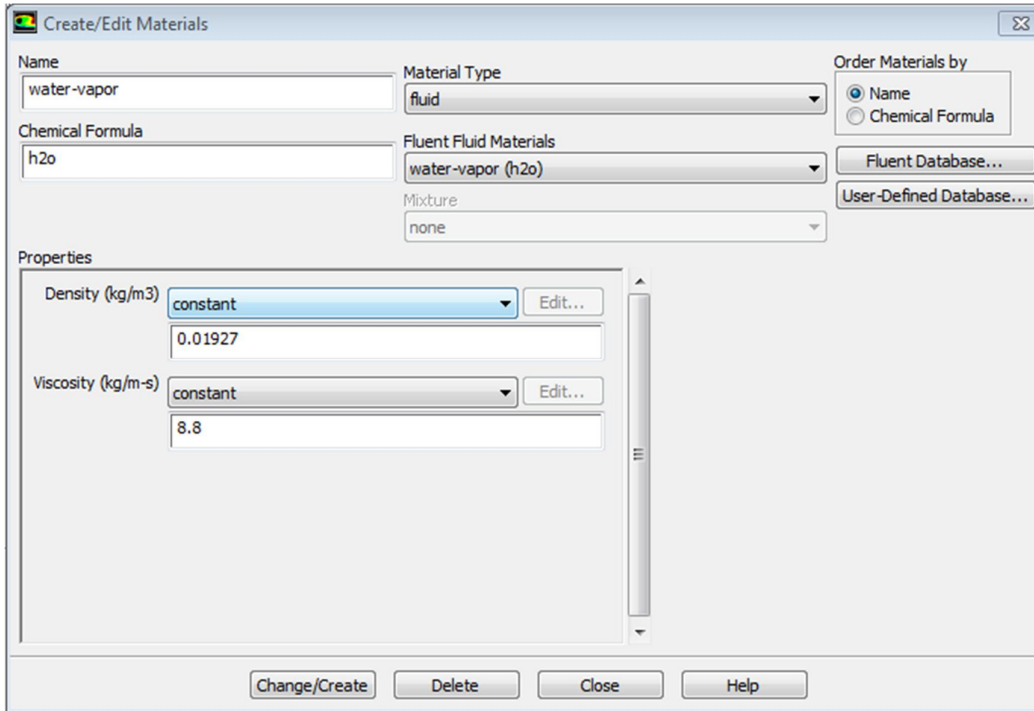 Create/Edit Materials
Name
water-vapor
Chemical Formula
h2o
Material Type
fluid
Fluent Fluid Materials
water-vapor (h2o)
Mixture
none
Order Materials by
Name
Chemical Formula
Fluent Database...
User-Defined Database...
Properties
Density (kg/m3)
constant
Edit...
0.01927
Viscosity (kg/m-s)
constant
Edit...
8.8
Change/Create
Delete
Close
Help